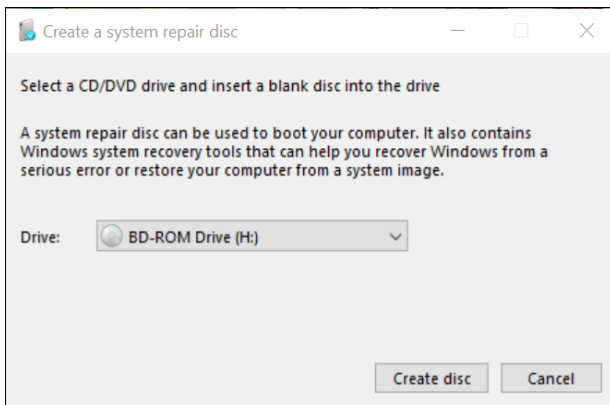 Create a system repair disc
Select a CD/DVD drive and insert a blank disc into the drive
A system repair disc can be used to boot your computer. It also contains
Windows system recovery tools that can help you recover Windows from a
serious error or restore your computer from a system image.
Drive: BD-ROM Drive (H:)
Create disc Cancel